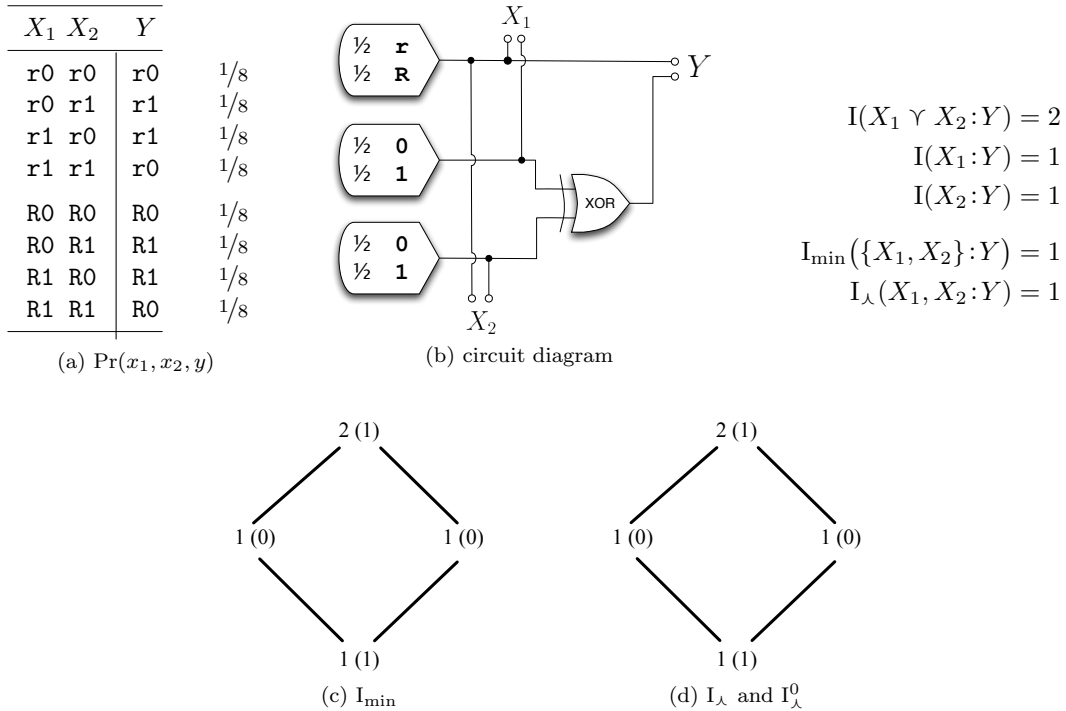 X₁ X₂ Y
r0 r0 r0 1/8
r0 r1 r1 1/8
r1 r0 r1 1/8
r1 r1 r0 1/8
R0 R0 R0 1/8
R0 R1 R1 1/8
R1 R0 R1 1/8
R1 R1 R0 1/8
(a) Pr(x₁, x₂, y)
X₁
½ r
½ R
Y
½ 0
½ 1
XOR
½ 0
½ 1
X₂
(b) circuit diagram
I(X₁ ⋎ X₂ : Y) = 2
I(X₁ : Y) = 1
I(X₂ : Y) = 1
I_min({X₁, X₂} : Y) = 1
I_⋏(X₁, X₂ : Y) = 1
2 (1)
1 (0) 1 (0)
1 (1)
(c) I_min
2 (1)
1 (0) 1 (0)
1 (1)
(d) I_⋏ and I⁰_⋏